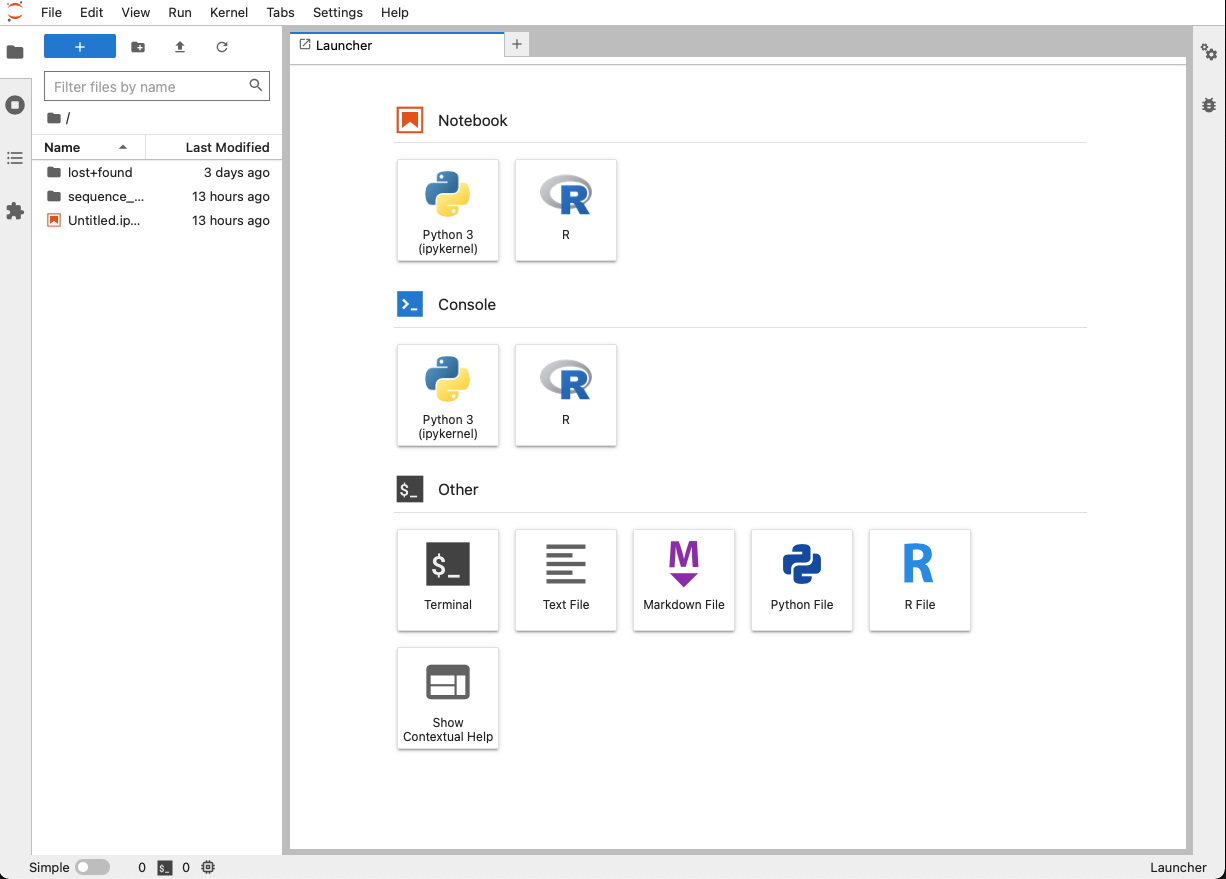 File Edit View Run Kernel Tabs Settings Help
Launcher
Filter files by name
/
Name Last Modified
lost+found 3 days ago
sequence_... 13 hours ago
Untitled.ip... 13 hours ago
Notebook
Python 3
(ipykernel)
R
Console
Python 3
(ipykernel)
R
$_ Other
$_
Terminal
Text File
M
Markdown File
Python File
R
R File
Show
Contextual Help
Simple 0 $_ 0 Launcher